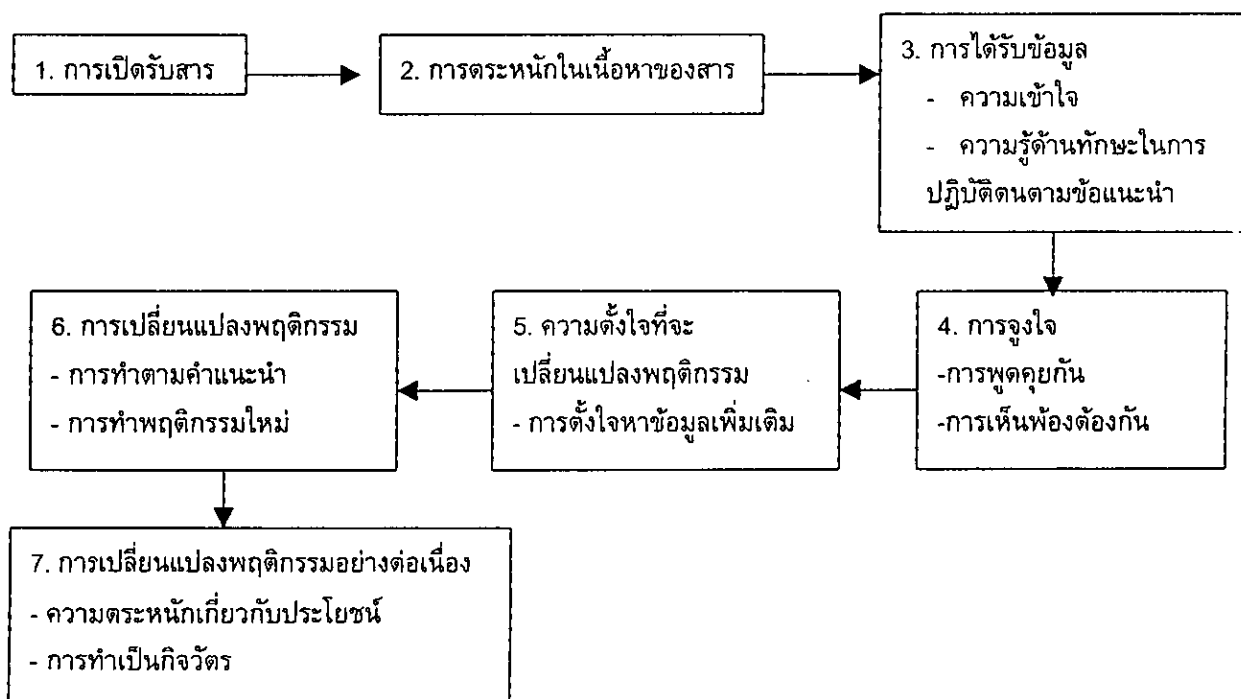 1. การเปิดรับสาร
2. การตระหนักในเนื้อหาของสาร
3. การได้รับข้อมูล
- ความเข้าใจ
- ความรู้ด้านทักษะในการ
ปฏิบัติตนตามข้อแนะนำ
4. การจูงใจ
-การพูดคุยกัน
-การเห็นพ้องต้องกัน
5. ความตั้งใจที่จะ
เปลี่ยนแปลงพฤติกรรม
- การตั้งใจหาข้อมูลเพิ่มเติม
6. การเปลี่ยนแปลงพฤติกรรม
- การทำตามคำแนะนำ
- การทำพฤติกรรมใหม่
7. การเปลี่ยนแปลงพฤติกรรมอย่างต่อเนื่อง
- ความตระหนักเกี่ยวกับประโยชน์
- การทำเป็นกิจวัตร